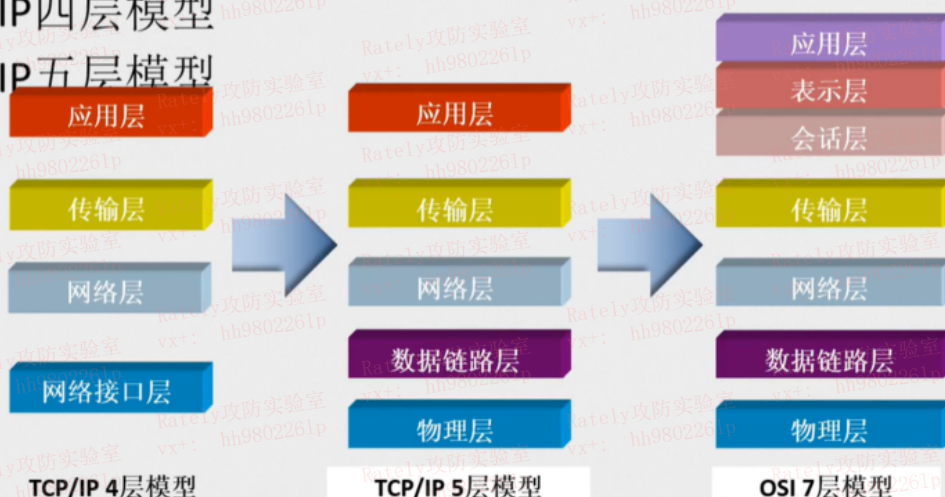 IP四层模型
IP五层模型
应用层
传输层
网络层
网络接口层
TCP/IP 4层模型
应用层
传输层
网络层
数据链路层
物理层
TCP/IP 5层模型
应用层
表示层
会话层
传输层
网络层
数据链路层
物理层
OSI 7层模型
Rately攻防实验室
vx+: hh980226lp